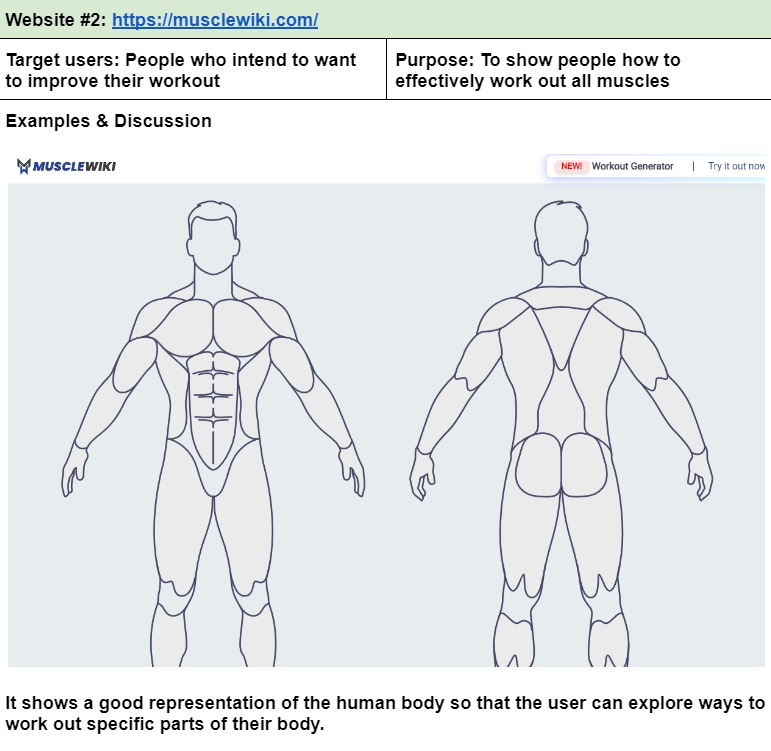 Website #2: https://musclewiki.com/
Target users: People who intend to want
to improve their workout
Purpose: To show people how to
effectively work out all muscles
Examples & Discussion
MUSCLEWIKI
NEW! Workout Generator | Try it out now
It shows a good representation of the human body so that the user can explore ways to
work out specific parts of their body.